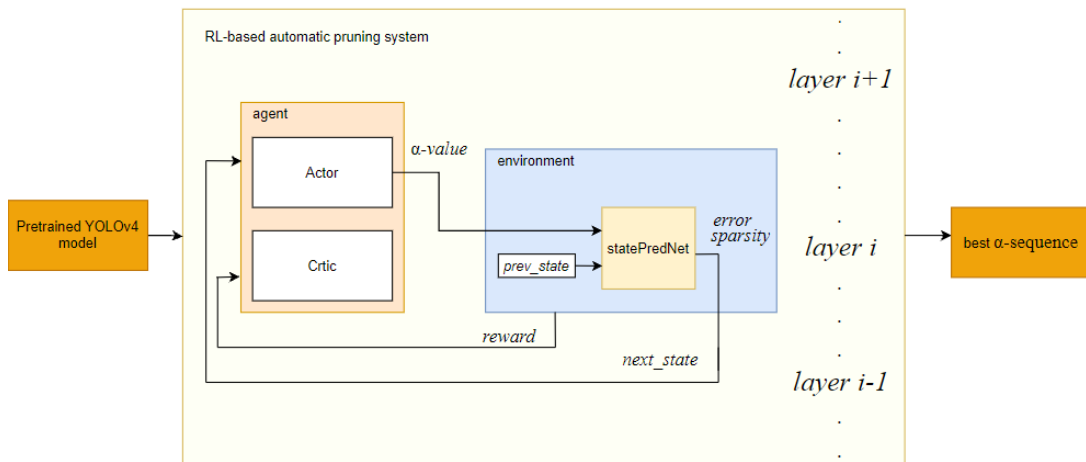 RL-based automatic pruning system
layer i+1
agent
Actor
α-value
environment
Pretrained YOLOv4
model
error
sparsity
statePredNet
layer i
best α-sequence
prev_state
Crtic
reward
next_state
layer i-1